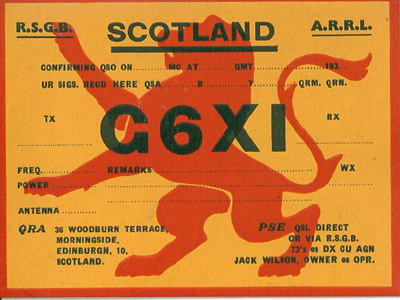 R.S.G.B. SCOTLAND A.R.R.L.
CONFIRMING QSO ON............MC AT............GMT............193...
UR SIGS. RECD HERE QSA............R............T............QRM. QRN.
TX G6XI RX
FREQ............REMARKS............WX
POWER............
ANTENNA............
QRA 36 WOODBURN TERRACE,
MORNINGSIDE,
EDINBURGH, 10,
SCOTLAND.
PSE QSL DIRECT
OR VIA R.S.G.B.
73's es DX CU AGN
JACK WILSON, OWNER es OPR.